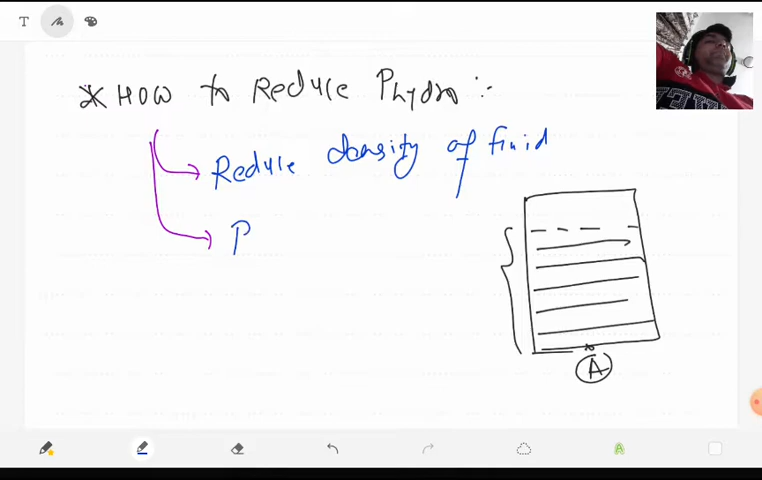 T
* HOW to Reduce Phydro :-
Reduce density of fluid
P
A
A